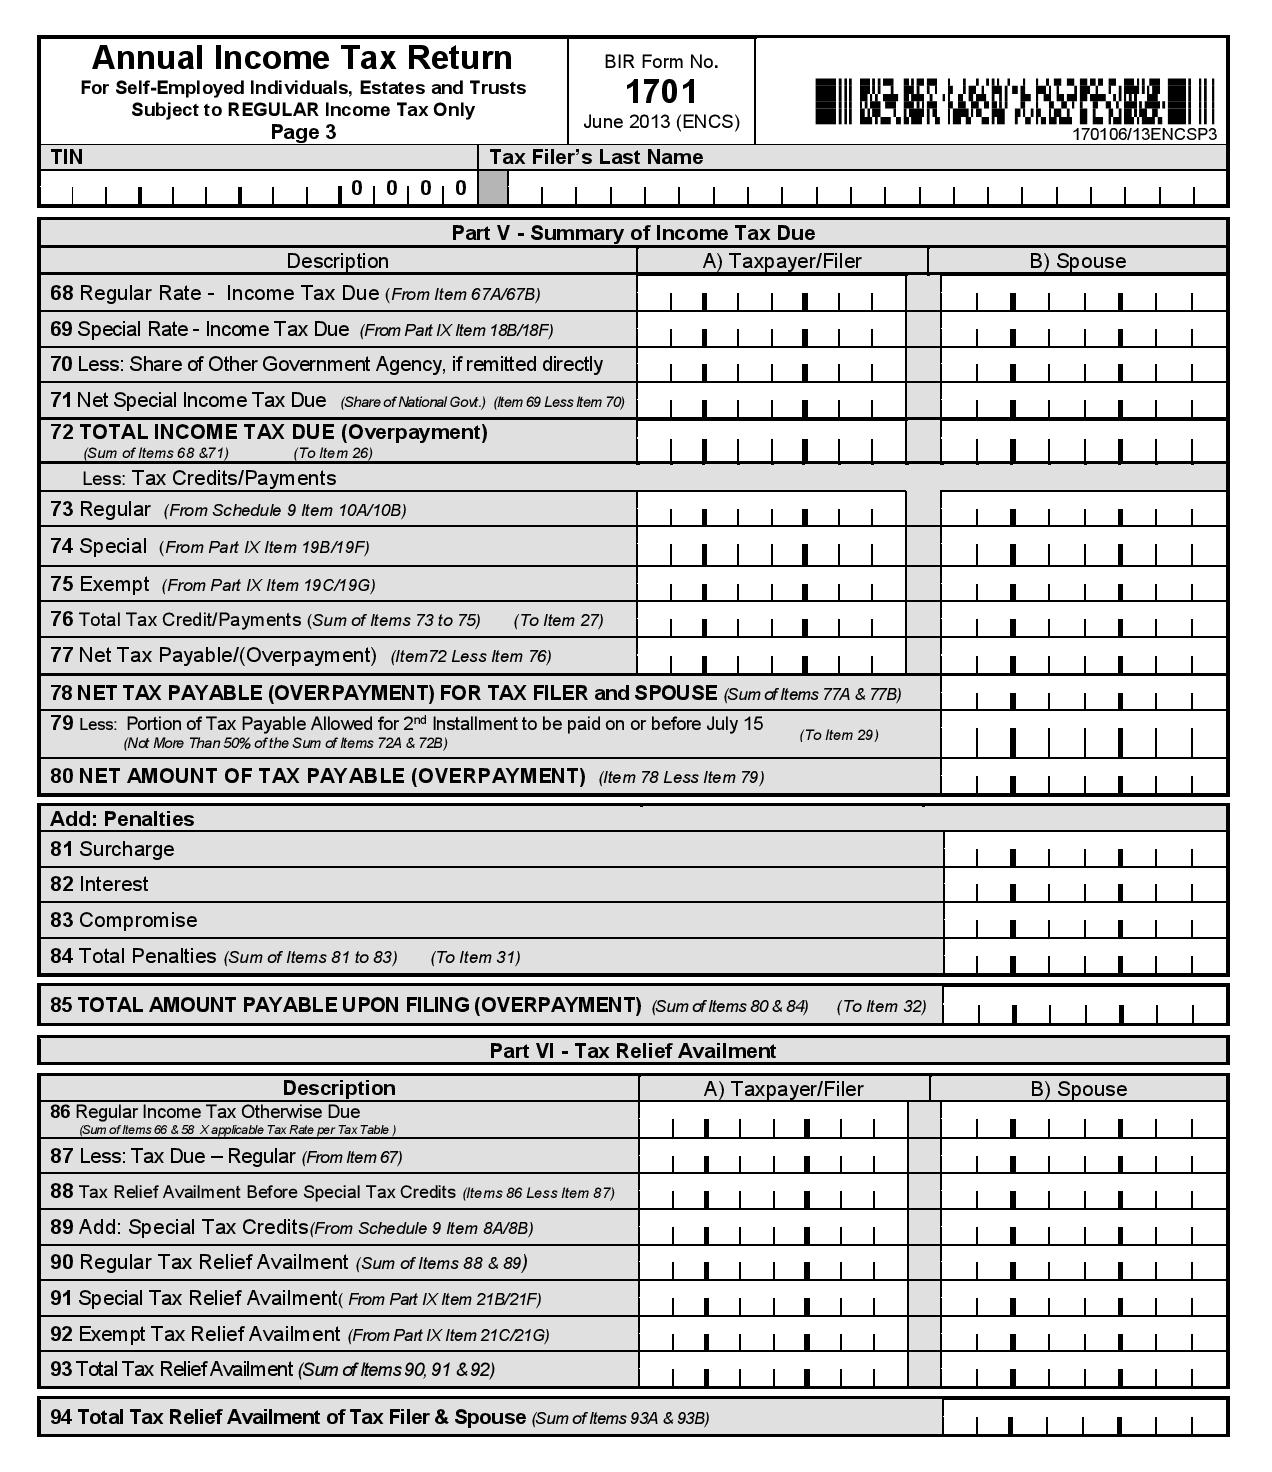 Annual Income Tax Return
For Self-Employed Individuals, Estates and Trusts
Subject to REGULAR Income Tax Only
Page 3
BIR Form No.
1701
June 2013 (ENCS)
170106/13ENCSP3
TIN
Tax Filer's Last Name
0 0 0 0
Part V - Summary of Income Tax Due
Description A) Taxpayer/Filer B) Spouse
68 Regular Rate - Income Tax Due (From Item 67A/67B)
69 Special Rate - Income Tax Due (From Part IX Item 18B/18F)
70 Less: Share of Other Government Agency, if remitted directly
71 Net Special Income Tax Due (Share of National Govt.) (Item 69 Less Item 70)
72 TOTAL INCOME TAX DUE (Overpayment)
(Sum of Items 68 &71) (To Item 26)
Less: Tax Credits/Payments
73 Regular (From Schedule 9 Item 10A/10B)
74 Special (From Part IX Item 19B/19F)
75 Exempt (From Part IX Item 19C/19G)
76 Total Tax Credit/Payments (Sum of Items 73 to 75) (To Item 27)
77 Net Tax Payable/(Overpayment) (Item72 Less Item 76)
78 NET TAX PAYABLE (OVERPAYMENT) FOR TAX FILER and SPOUSE (Sum of Items 77A & 77B)
79 Less: Portion of Tax Payable Allowed for 2nd Installment to be paid on or before July 15 (To Item 29)
(Not More Than 50% of the Sum of Items 72A & 72B)
80 NET AMOUNT OF TAX PAYABLE (OVERPAYMENT) (Item 78 Less Item 79)
Add: Penalties
81 Surcharge
82 Interest
83 Compromise
84 Total Penalties (Sum of Items 81 to 83) (To Item 31)
85 TOTAL AMOUNT PAYABLE UPON FILING (OVERPAYMENT) (Sum of Items 80 & 84) (To Item 32)
Part VI - Tax Relief Availment
Description A) Taxpayer/Filer B) Spouse
86 Regular Income Tax Otherwise Due
(Sum of Items 66 & 58 X applicable Tax Rate per Tax Table )
87 Less: Tax Due – Regular (From Item 67)
88 Tax Relief Availment Before Special Tax Credits (Items 86 Less Item 87)
89 Add: Special Tax Credits(From Schedule 9 Item 8A/8B)
90 Regular Tax Relief Availment (Sum of Items 88 & 89)
91 Special Tax Relief Availment( From Part IX Item 21B/21F)
92 Exempt Tax Relief Availment (From Part IX Item 21C/21G)
93 Total Tax Relief Availment (Sum of Items 90, 91 & 92)
94 Total Tax Relief Availment of Tax Filer & Spouse (Sum of Items 93A & 93B)